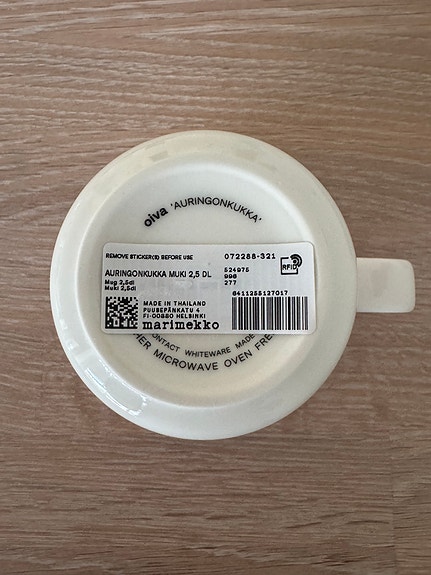 oiva 'AURINGONKUKKA'
REMOVE STICKER(S) BEFORE USE
072288-321
AURINGONKUKKA MUKI 2,5 DL
Mug 2,5dl
Muki 2,5dl
524975
996
277
RFID
6411255127017
MADE IN THAILAND
PUUSEPÄNKATU 4
FI-00880 HELSINKI
marimekko
CONTACT WHITEWARE MADE
HER MICROWAVE OVEN FRE